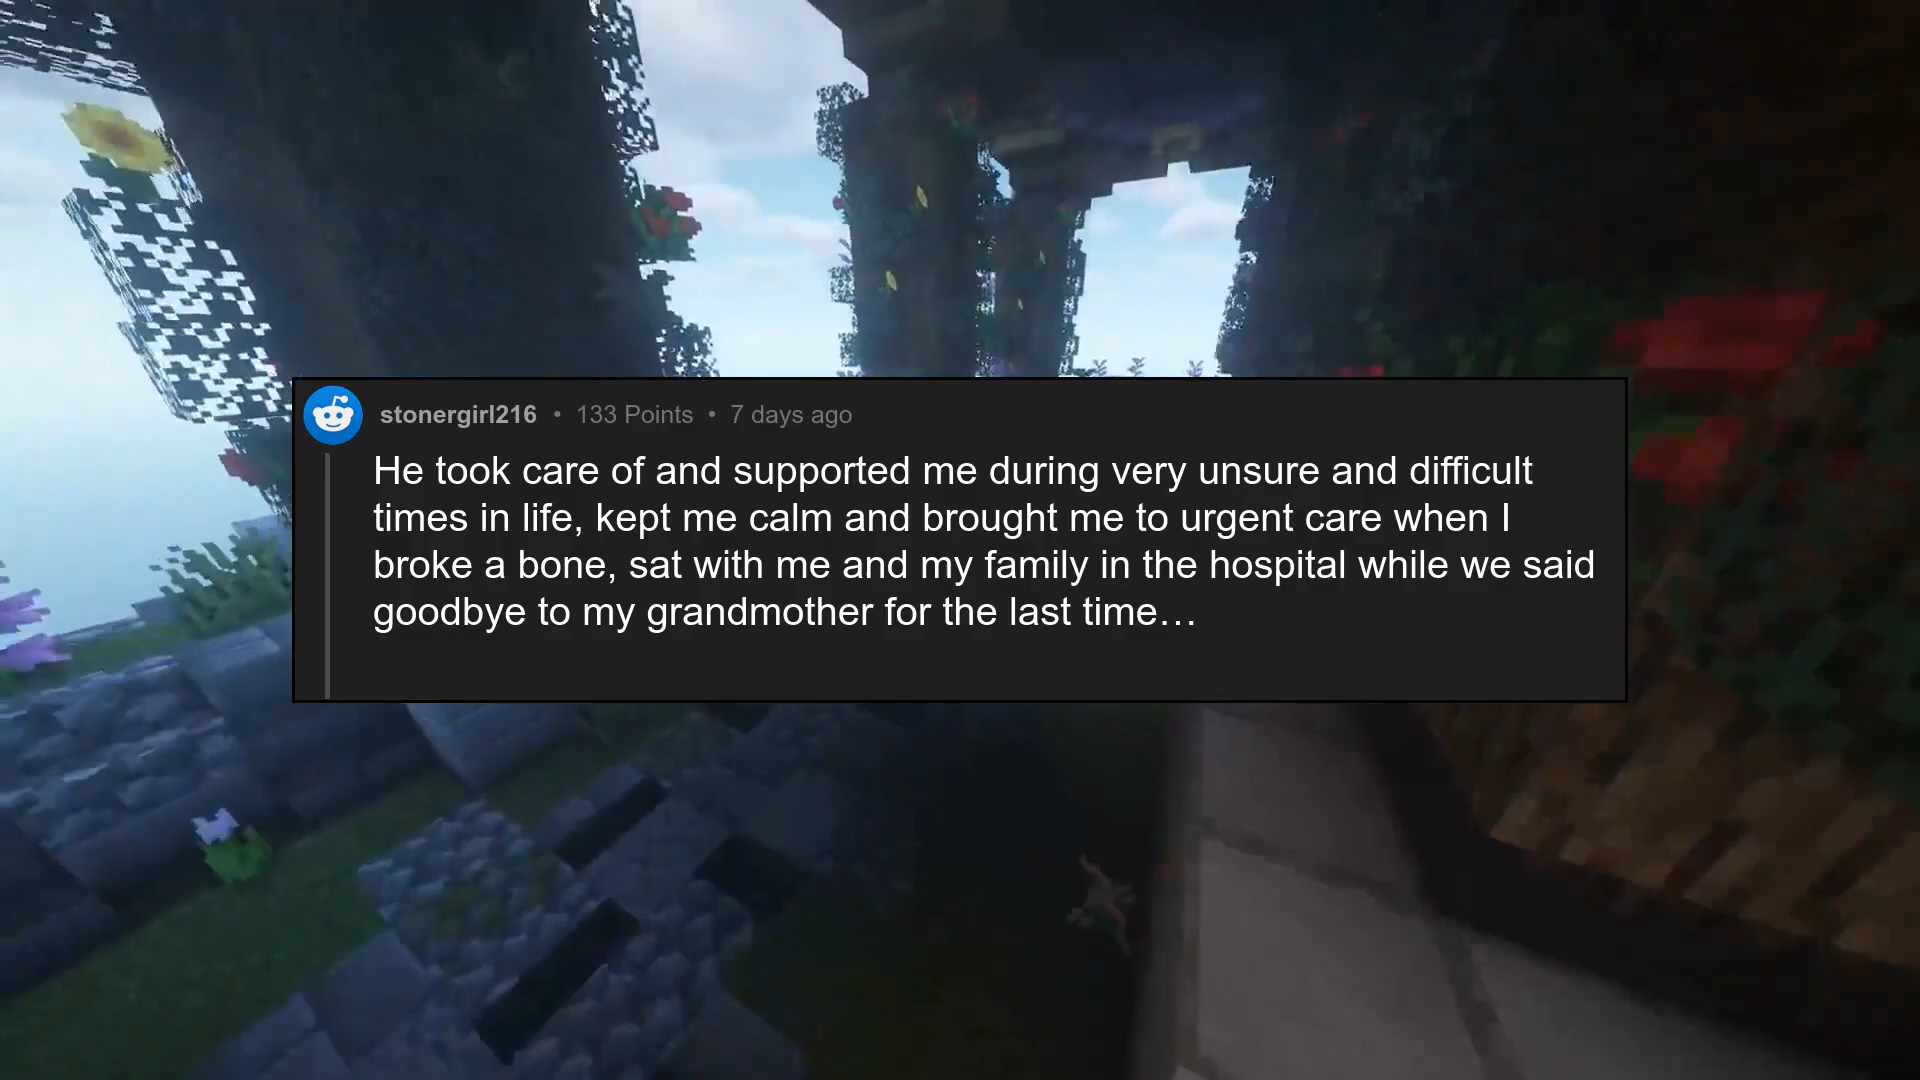 stonergirl216 • 133 Points • 7 days ago
He took care of and supported me during very unsure and difficult
times in life, kept me calm and brought me to urgent care when I
broke a bone, sat with me and my family in the hospital while we said
goodbye to my grandmother for the last time…